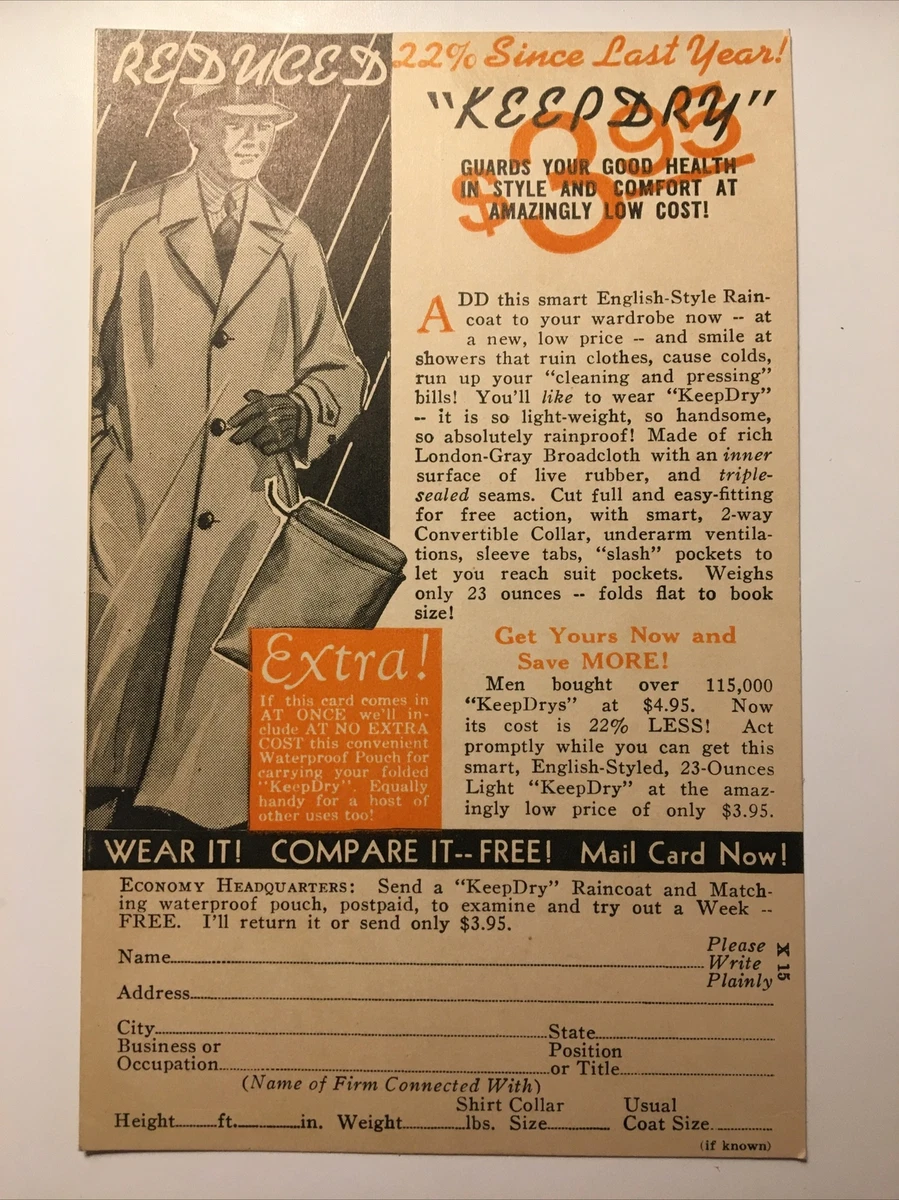 REDUCED 22% Since Last Year!
"KEEPDRY"
$3.95
GUARDS YOUR GOOD HEALTH
IN STYLE AND COMFORT AT
AMAZINGLY LOW COST!
ADD this smart English-Style Rain-
coat to your wardrobe now -- at
a new, low price -- and smile at
showers that ruin clothes, cause colds,
run up your "cleaning and pressing"
bills! You'll like to wear "KeepDry"
-- it is so light-weight, so handsome,
so absolutely rainproof! Made of rich
London-Gray Broadcloth with an inner
surface of live rubber, and triple-
sealed seams. Cut full and easy-fitting
for free action, with smart, 2-way
Convertible Collar, underarm ventila-
tions, sleeve tabs, "slash" pockets to
let you reach suit pockets. Weighs
only 23 ounces -- folds flat to book
size!
Extra!
If this card comes in
AT ONCE we'll in-
clude AT NO EXTRA
COST this convenient
Waterproof Pouch for
carrying your folded
"KeepDry". Equally
handy for a host of
other uses too!
Get Yours Now and
Save MORE!
Men bought over 115,000
"KeepDrys" at $4.95. Now
its cost is 22% LESS! Act
promptly while you can get this
smart, English-Styled, 23-Ounces
Light "KeepDry" at the amaz-
ingly low price of only $3.95.
WEAR IT! COMPARE IT--FREE! Mail Card Now!
ECONOMY HEADQUARTERS: Send a "KeepDry" Raincoat and Match-
ing waterproof pouch, postpaid, to examine and try out a Week --
FREE. I'll return it or send only $3.95.
Please
Name Write
Plainly
X 15
Address
City State
Business or Position
Occupation or Title
(Name of Firm Connected With)
Shirt Collar Usual
Height ft. in. Weight lbs. Size Coat Size
(if known)